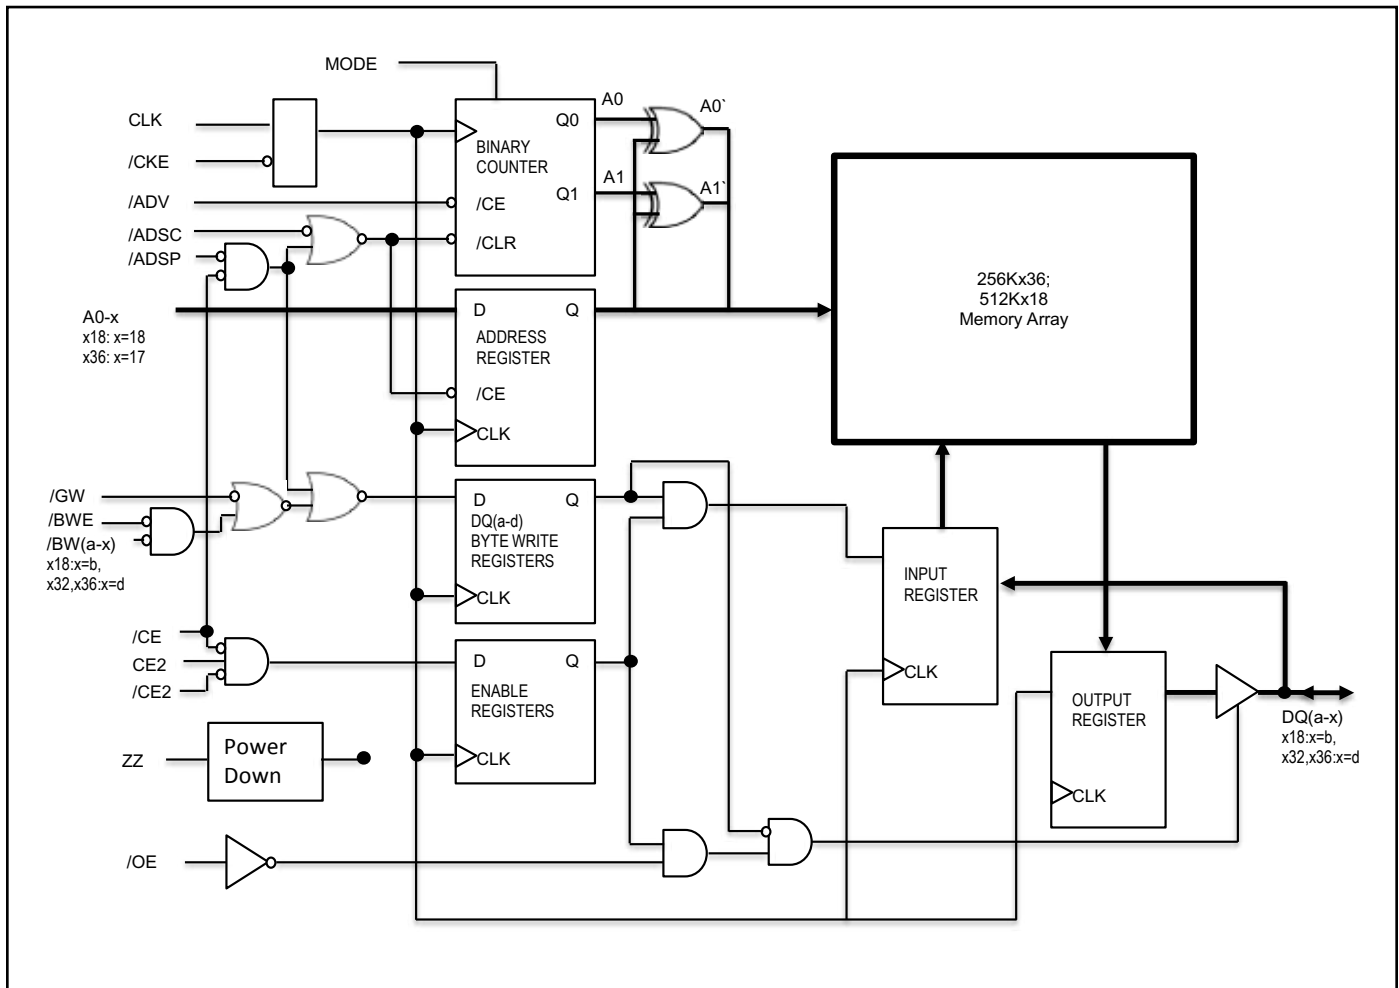 MODE
CLK
/CKE
/ADV
/ADSC
/ADSP
A0-x
x18: x=18
x36: x=17
/GW
/BWE
/BW(a-x)
x18:x=b,
x32,x36:x=d
/CE
CE2
/CE2
ZZ
Power
Down
/OE
Q0
BINARY
COUNTER
Q1
/CE
/CLR
A0
A0`
A1
A1`
D
Q
ADDRESS
REGISTER
/CE
CLK
D
Q
DQ(a-d)
BYTE WRITE
REGISTERS
CLK
D
Q
ENABLE
REGISTERS
CLK
256Kx36;
512Kx18
Memory Array
INPUT
REGISTER
CLK
OUTPUT
REGISTER
CLK
DQ(a-x)
x18:x=b,
x32,x36:x=d